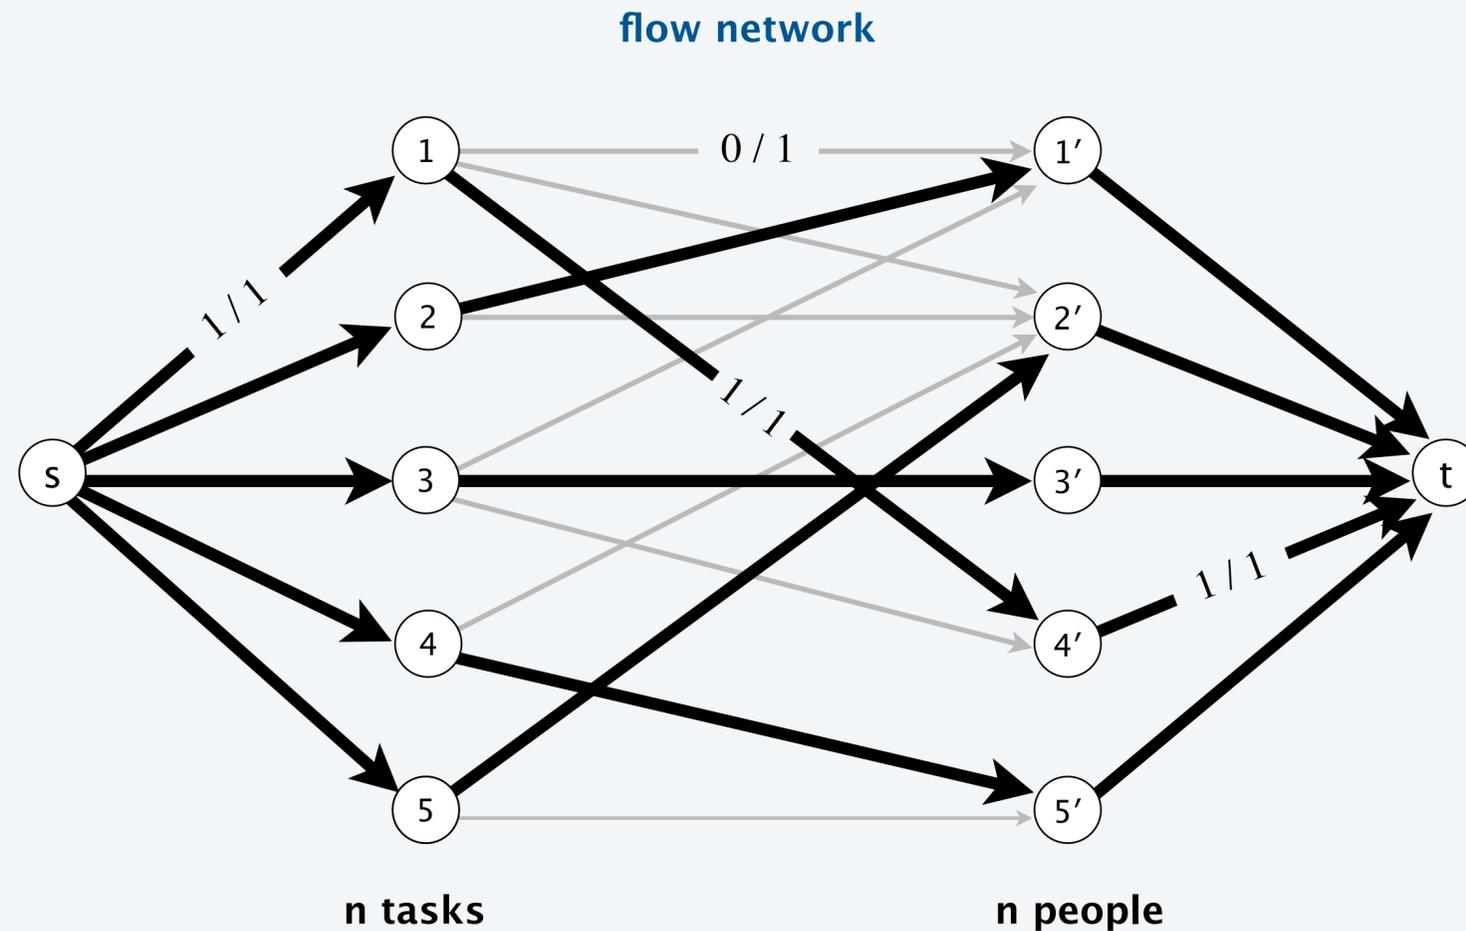 flow network
1 0 / 1 1′
1 / 1
2 2′
1 / 1
s 3 3′ t
1 / 1
4 4′
5 5′
n tasks n people